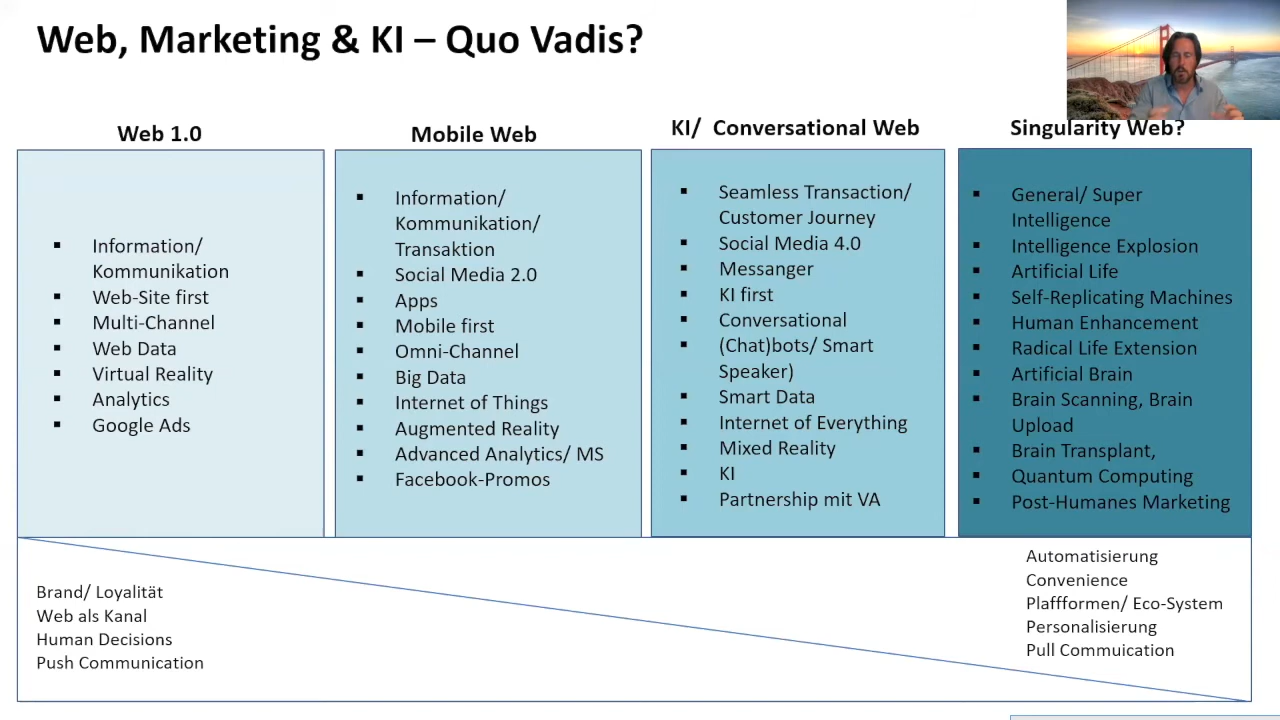 Web, Marketing & KI – Quo Vadis?
Web 1.0
Information/
Kommunikation
Web-Site first
Multi-Channel
Web Data
Virtual Reality
Analytics
Google Ads
Mobile Web
Information/
Kommunikation/
Transaktion
Social Media 2.0
Apps
Mobile first
Omni-Channel
Big Data
Internet of Things
Augmented Reality
Advanced Analytics/ MS
Facebook-Promos
KI/ Conversational Web
Seamless Transaction/
Customer Journey
Social Media 4.0
Messanger
KI first
Conversational
(Chat)bots/ Smart
Speaker)
Smart Data
Internet of Everything
Mixed Reality
KI
Partnership mit VA
Singularity Web?
General/ Super
Intelligence
Intelligence Explosion
Artificial Life
Self-Replicating Machines
Human Enhancement
Radical Life Extension
Artificial Brain
Brain Scanning, Brain
Upload
Brain Transplant,
Quantum Computing
Post-Humanes Marketing
Brand/ Loyalität
Web als Kanal
Human Decisions
Push Communication
Automatisierung
Convenience
Plaffformen/ Eco-System
Personalisierung
Pull Commuication